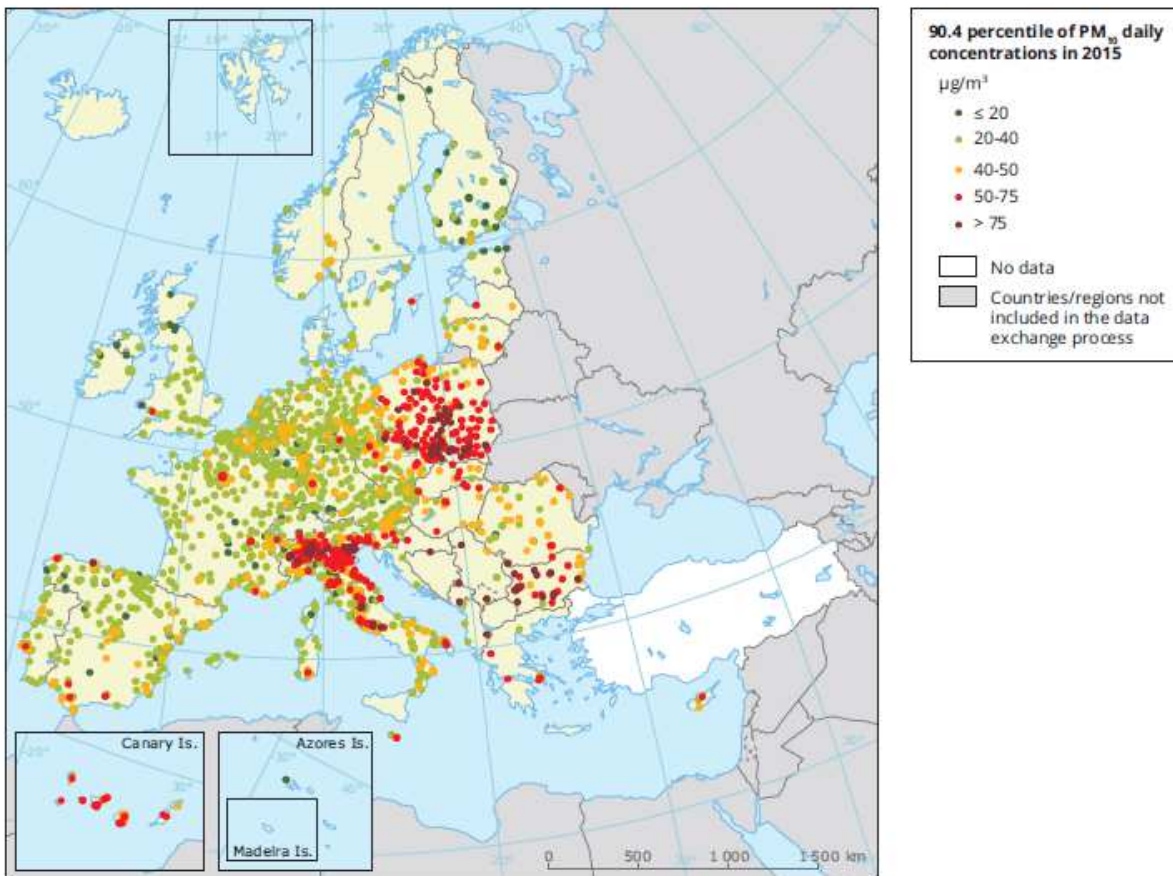 90.4 percentile of PM₁₀ daily
concentrations in 2015
µg/m³
≤ 20
20-40
40-50
50-75
> 75
No data
Countries/regions not
included in the data
exchange process
Canary Is.
Azores Is.
Madeira Is.
0 500 1 000 1 500 km